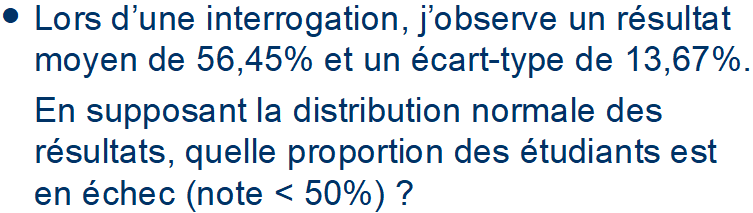 • Lors d’une interrogation, j’observe un résultat
moyen de 56,45% et un écart-type de 13,67%.
En supposant la distribution normale des
résultats, quelle proportion des étudiants est
en échec (note < 50%) ?